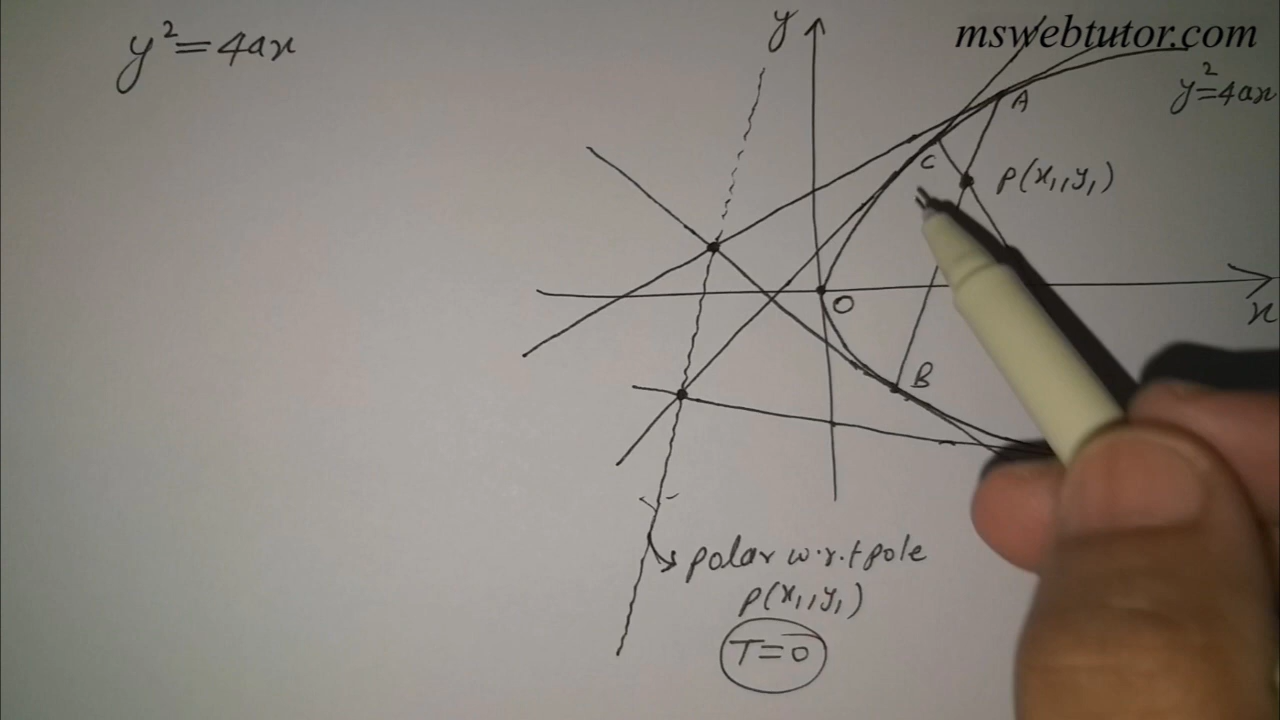 y² = 4ax
y
mswebtutor.com
y² = 4ax
A
C
P(x₁, y₁)
O
x
B
polar w.r.t pole
P(x₁, y₁)
T = 0